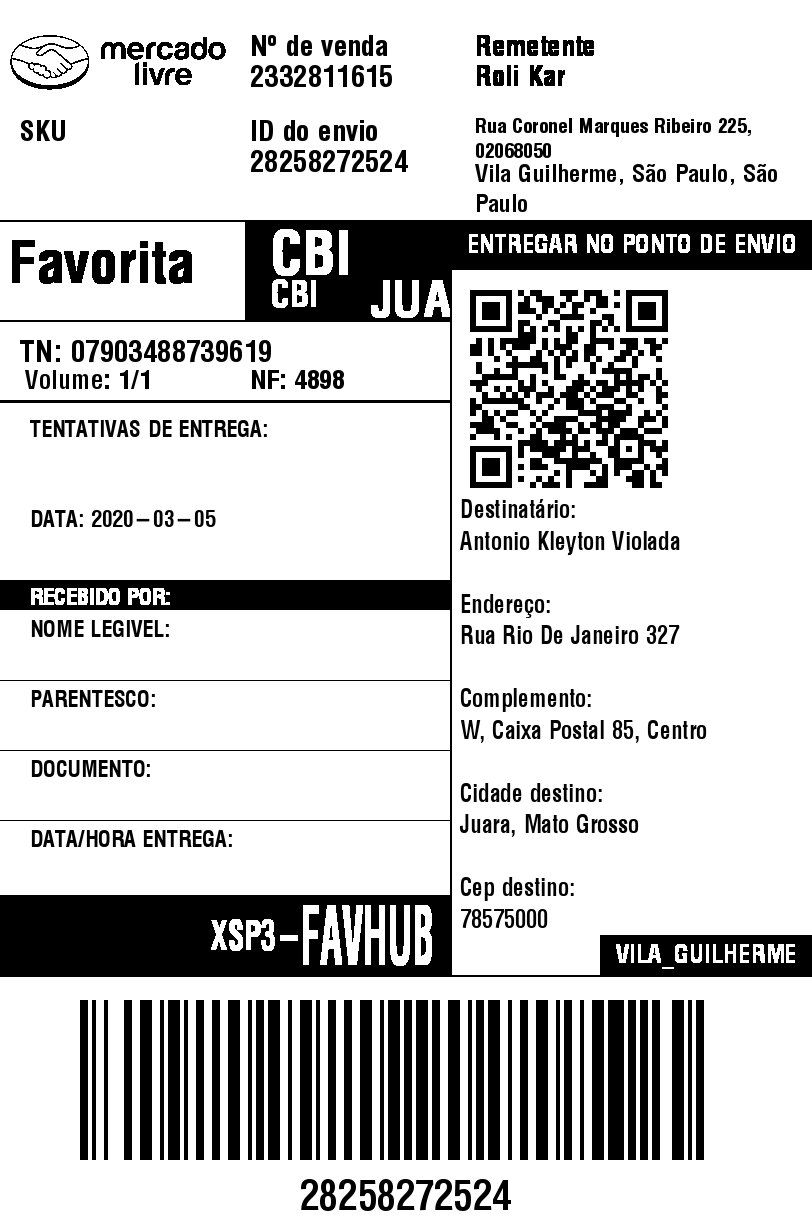 mercado
livre
Nº de venda
2332811615
Remetente
Roli Kar
SKU
ID do envio
28258272524
Rua Coronel Marques Ribeiro 225,
02068050
Vila Guilherme, São Paulo, São
Paulo
Favorita
CBI
CBI
JUA
ENTREGAR NO PONTO DE ENVIO
TN: 07903488739619
Volume: 1/1
NF: 4898
TENTATIVAS DE ENTREGA:
DATA: 2020-03-05
RECEBIDO POR:
NOME LEGIVEL:
PARENTESCO:
DOCUMENTO:
DATA/HORA ENTREGA:
XSP3-FAVHUB
Destinatário:
Antonio Kleyton Violada
Endereço:
Rua Rio De Janeiro 327
Complemento:
W, Caixa Postal 85, Centro
Cidade destino:
Juara, Mato Grosso
Cep destino:
78575000
VILA_GUILHERME
28258272524